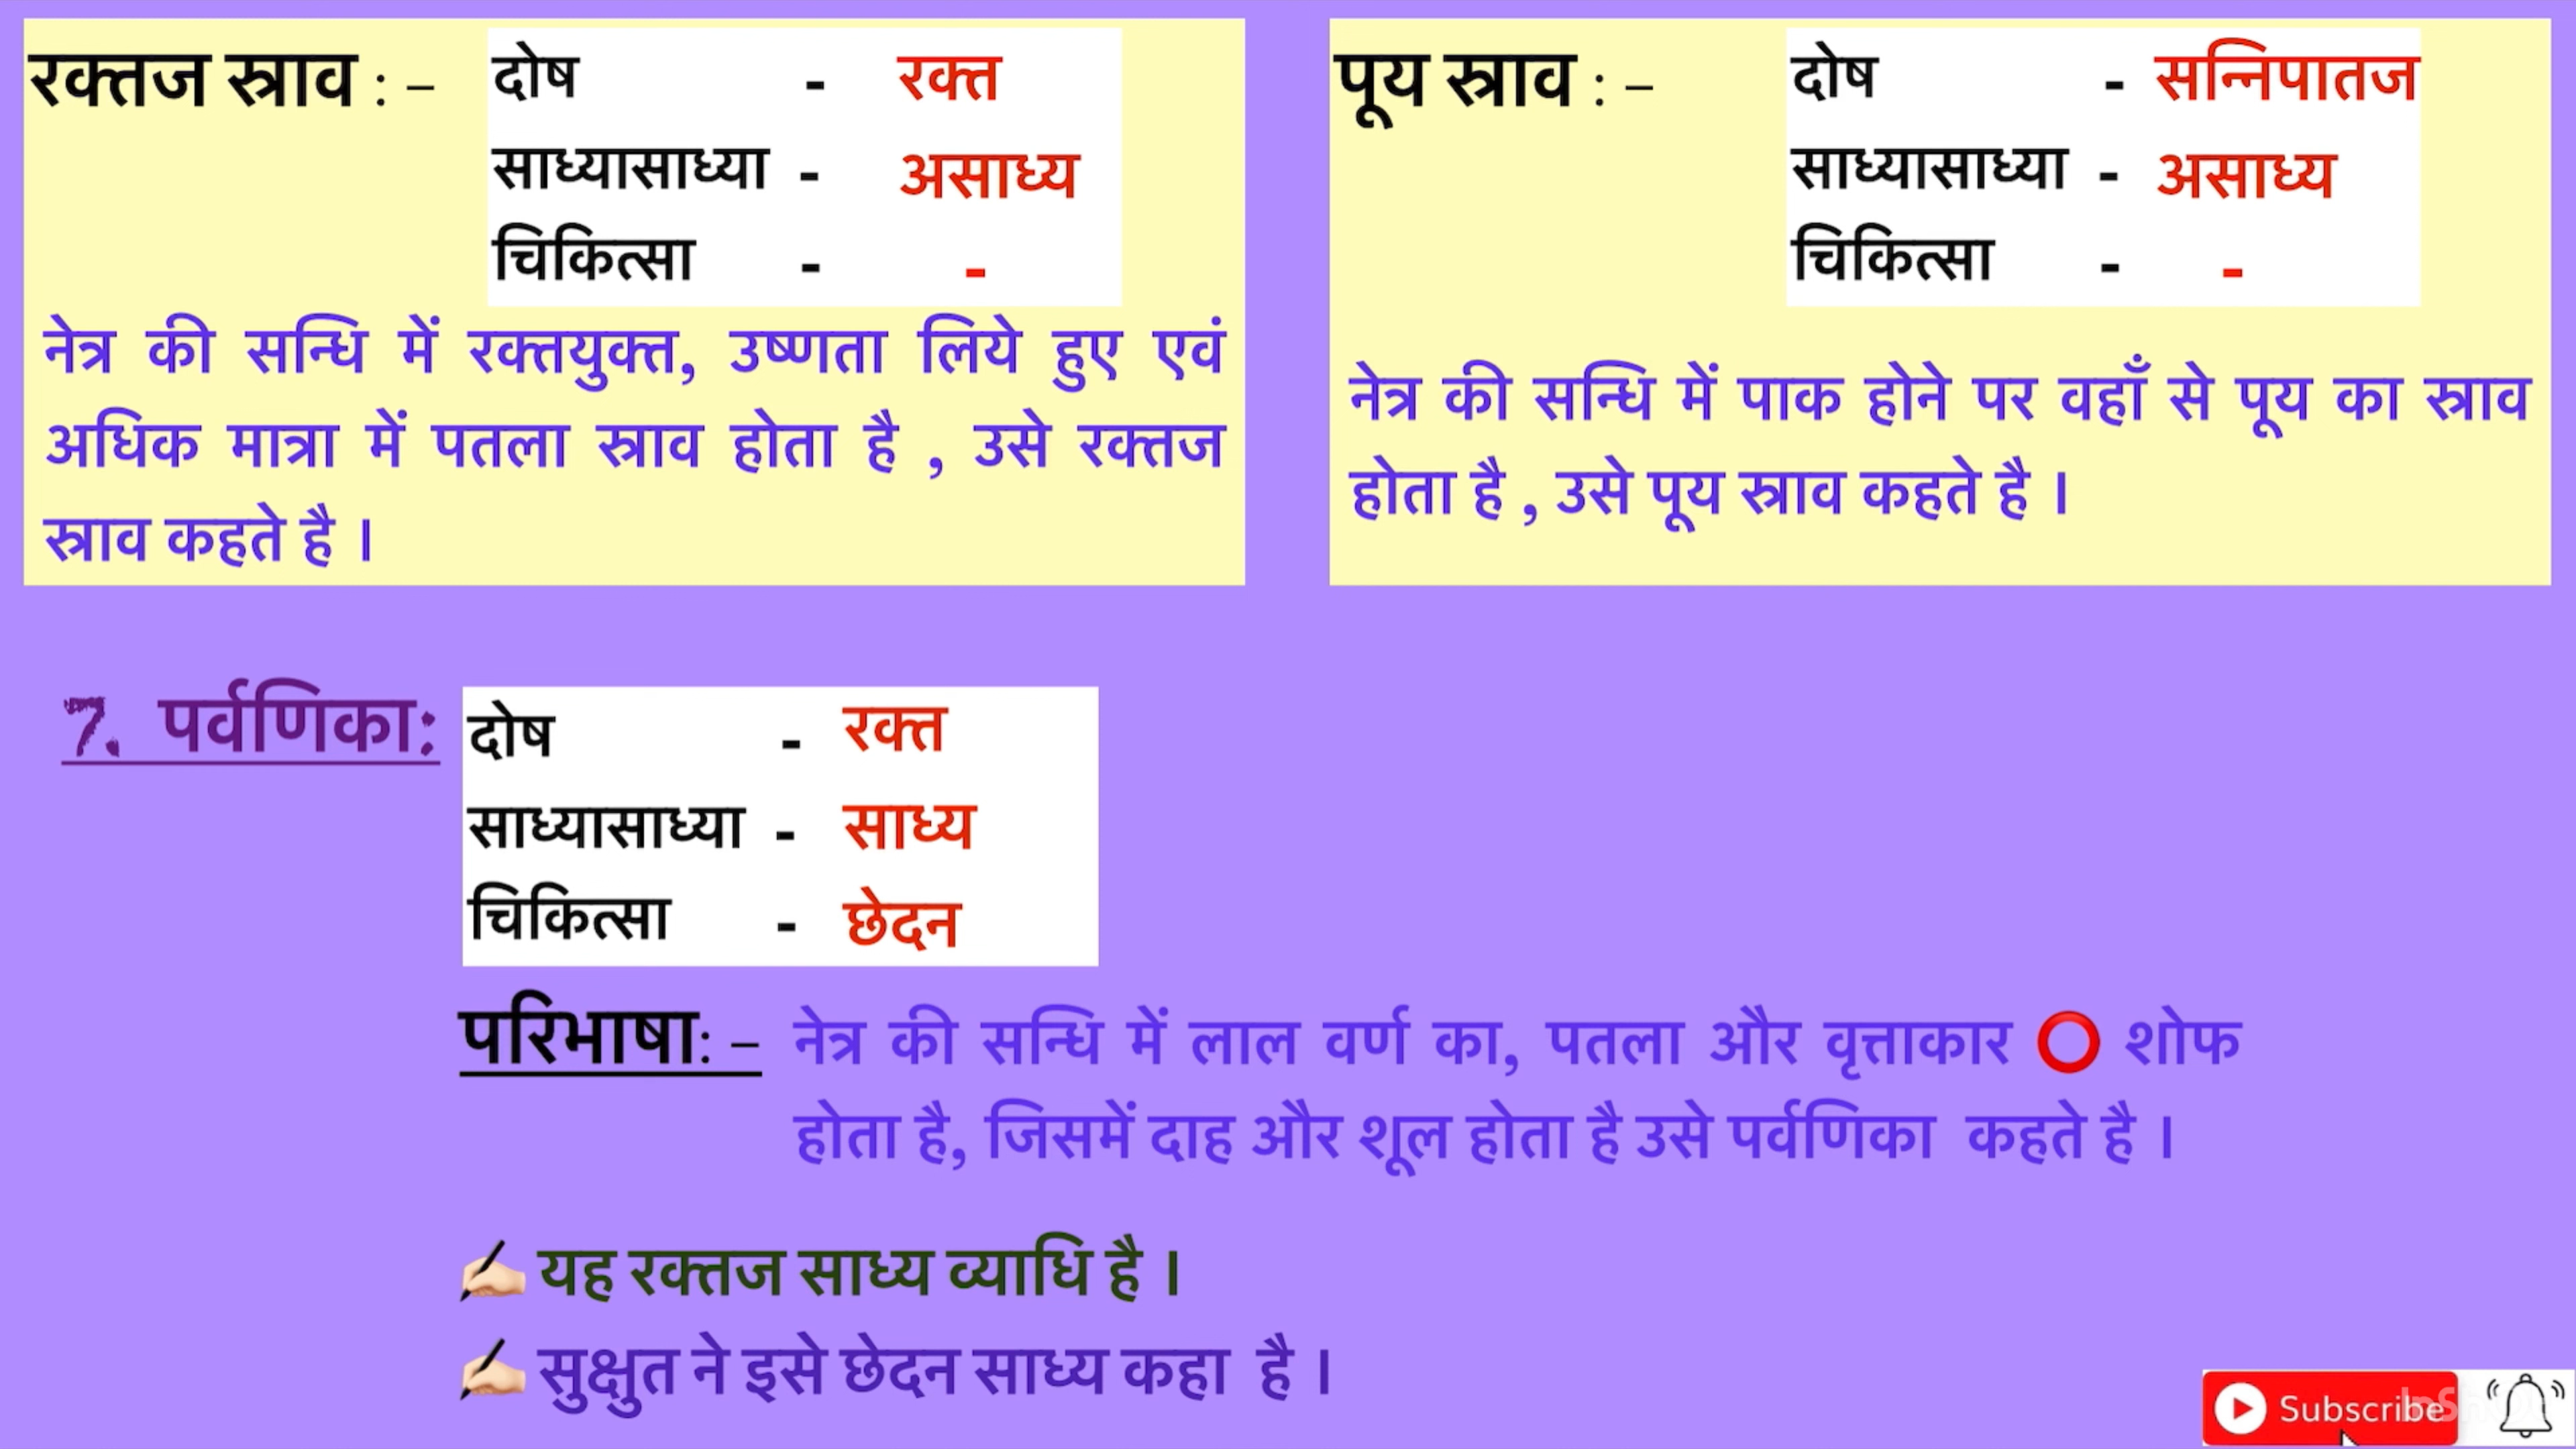 रक्तज स्राव : –
दोष - रक्त
साध्यासाध्या - असाध्य
चिकित्सा - -
नेत्र की सन्धि में रक्तयुक्त, उष्णता लिये हुए एवं
अधिक मात्रा में पतला स्राव होता है , उसे रक्तज
स्राव कहते है ।
पूय स्राव : –
दोष - सन्निपातज
साध्यासाध्या - असाध्य
चिकित्सा - -
नेत्र की सन्धि में पाक होने पर वहाँ से पूय का स्राव
होता है , उसे पूय स्राव कहते है ।
7. पर्वणिका:
दोष - रक्त
साध्यासाध्या - साध्य
चिकित्सा - छेदन
परिभाषा: – नेत्र की सन्धि में लाल वर्ण का, पतला और वृत्ताकार ⭕ शोफ
होता है, जिसमें दाह और शूल होता है उसे पर्वणिका कहते है ।
✍🏻 यह रक्तज साध्य व्याधि है ।
✍🏻 सुक्षुत ने इसे छेदन साध्य कहा है ।
Subscribe